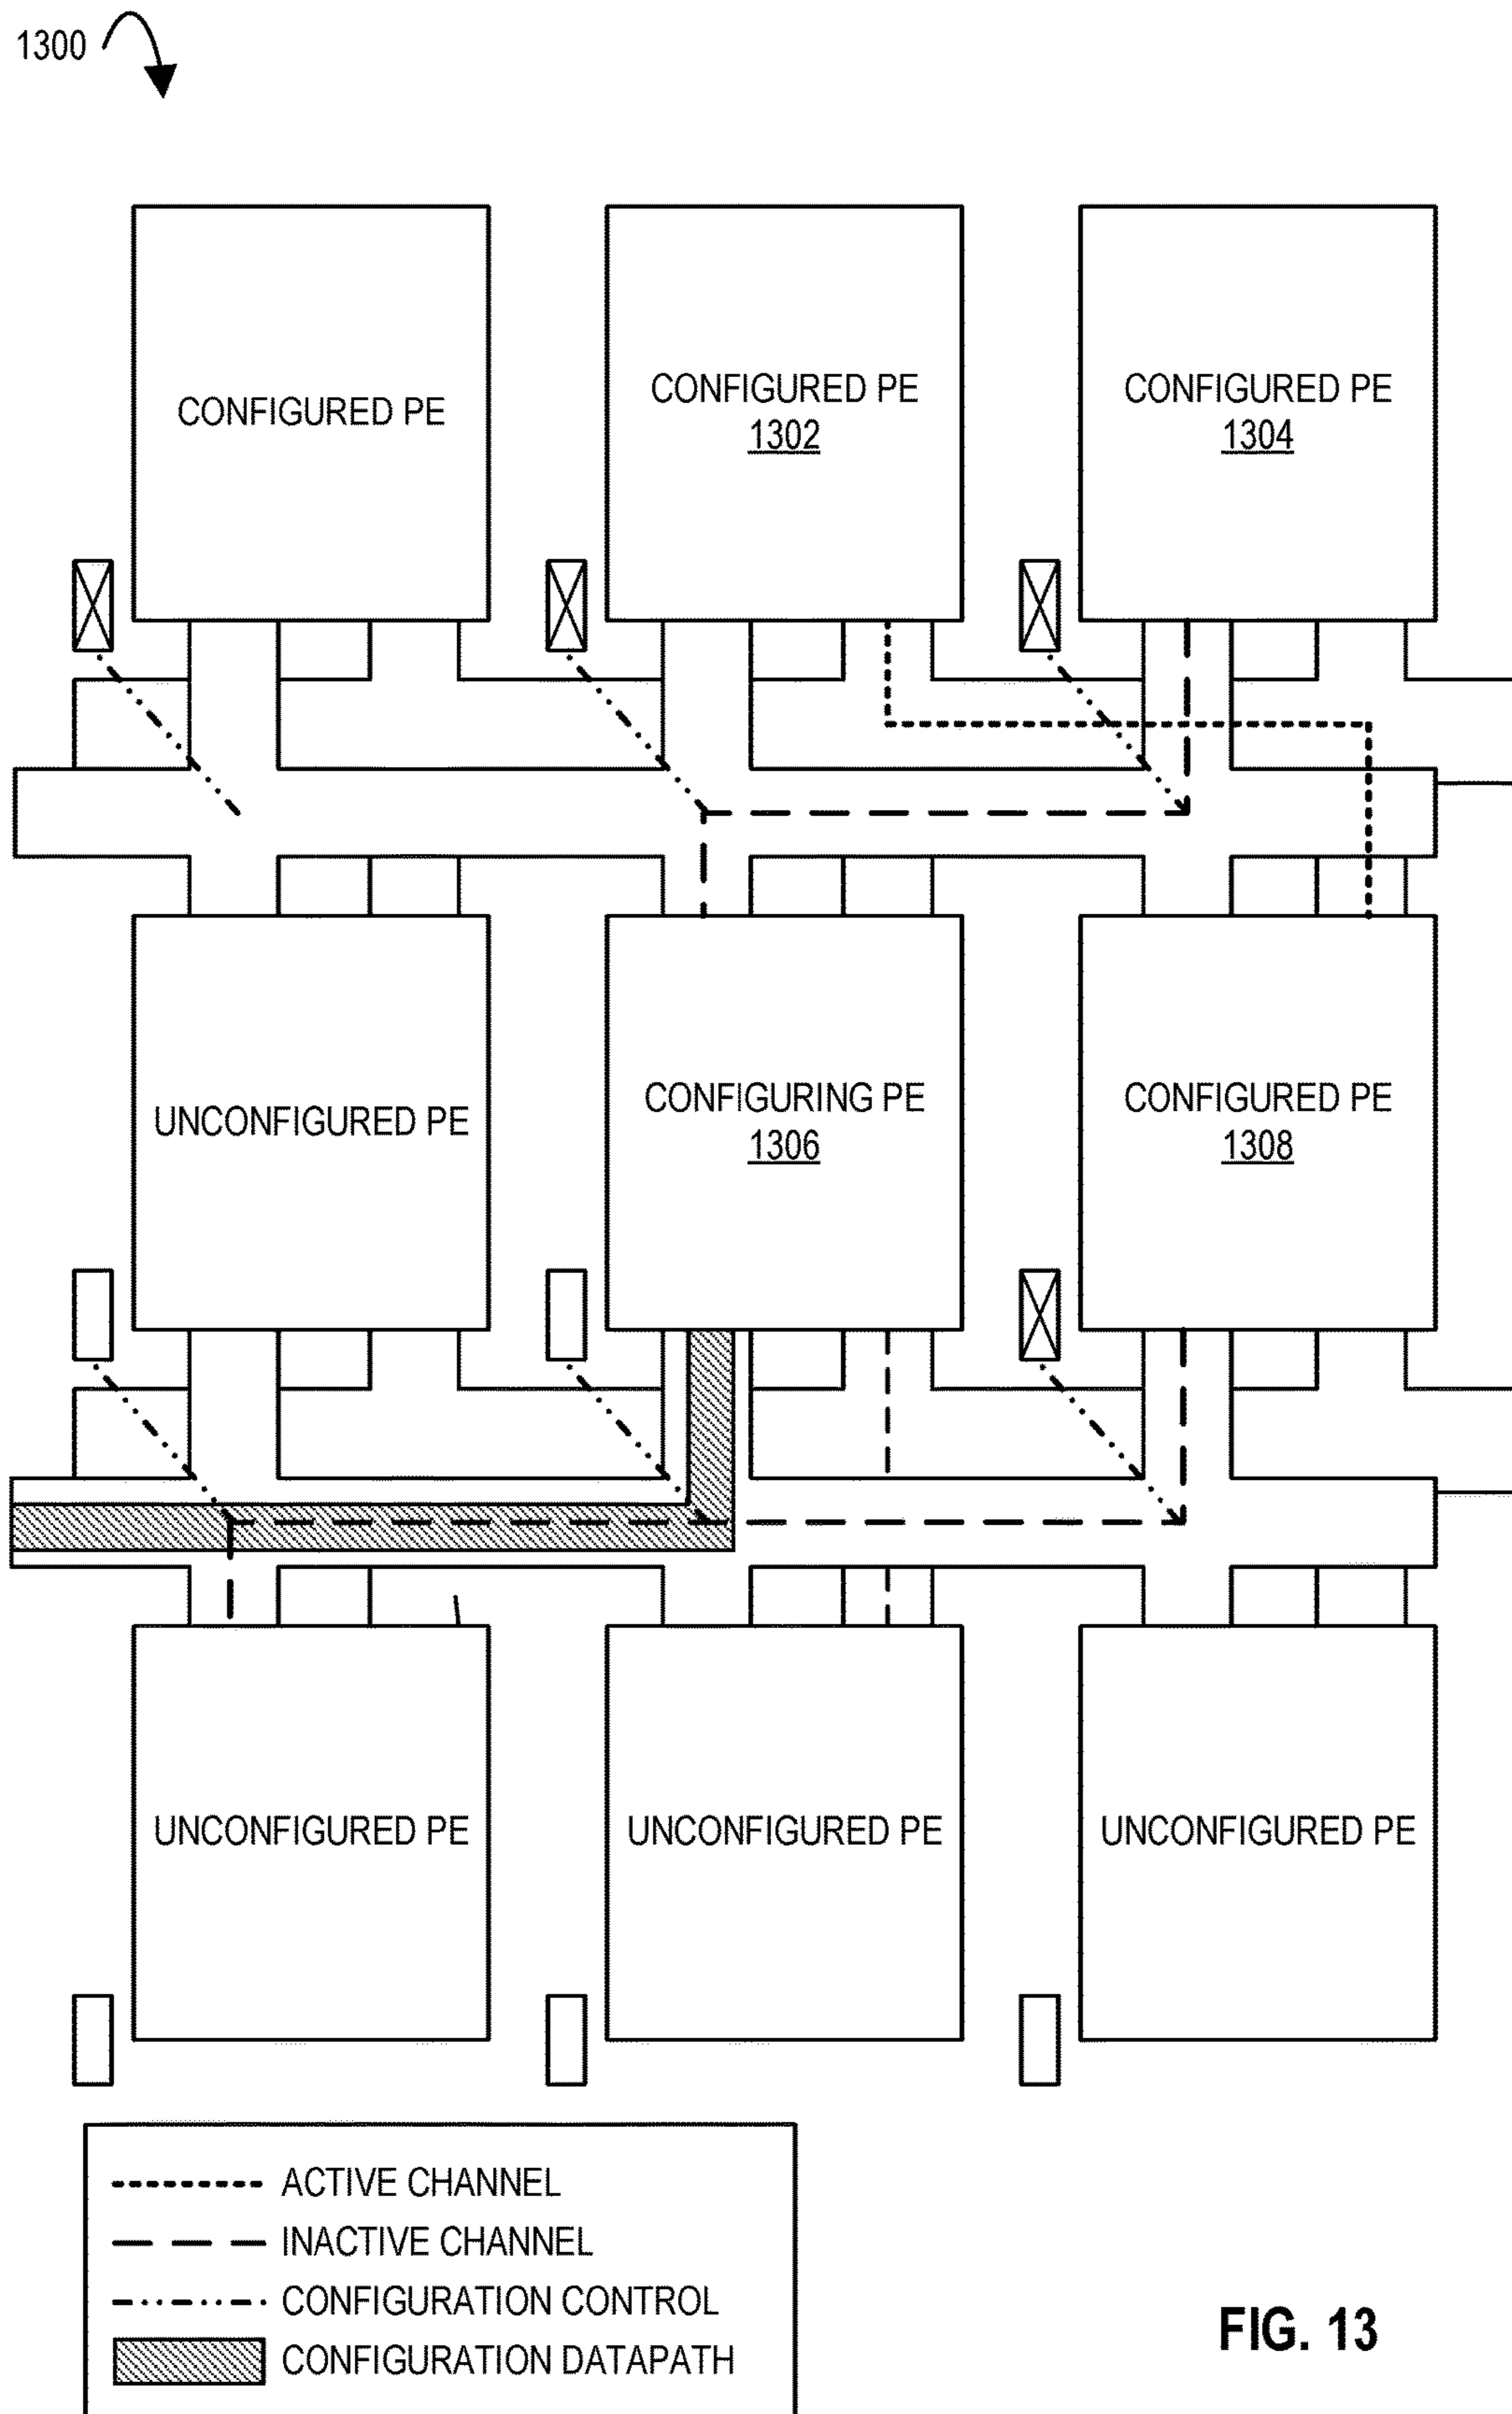 1300
CONFIGURED PE
CONFIGURED PE
1302
CONFIGURED PE
1304
UNCONFIGURED PE
CONFIGURING PE
1306
CONFIGURED PE
1308
UNCONFIGURED PE
UNCONFIGURED PE
UNCONFIGURED PE
ACTIVE CHANNEL
INACTIVE CHANNEL
CONFIGURATION CONTROL
CONFIGURATION DATAPATH
FIG. 13